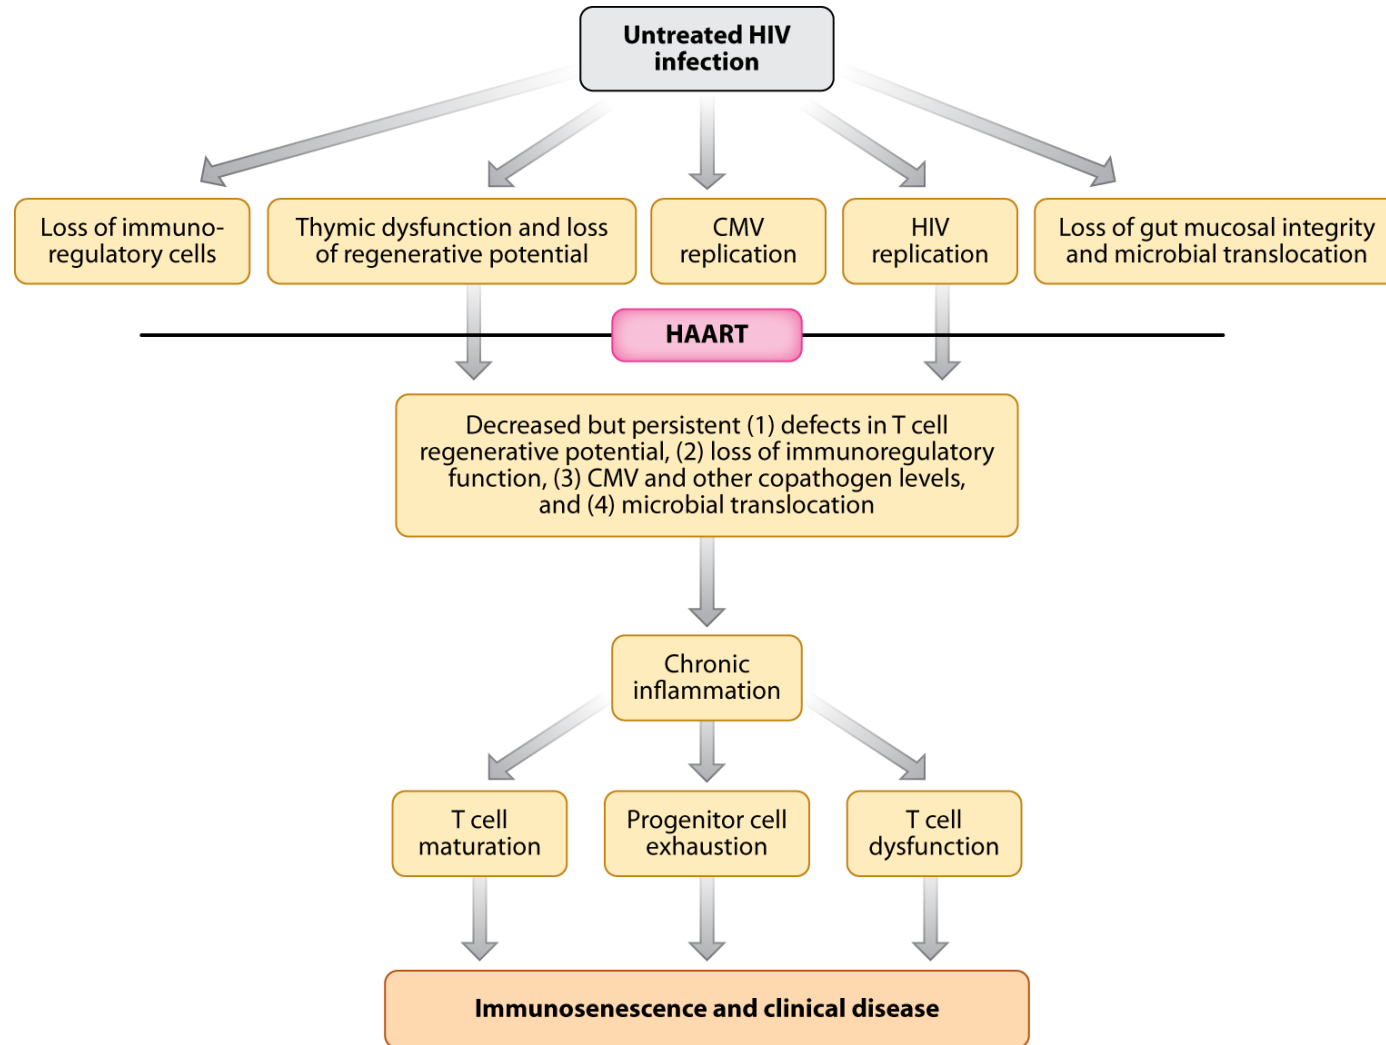 Untreated HIV
infection
Loss of immuno-
regulatory cells
Thymic dysfunction and loss
of regenerative potential
CMV
replication
HIV
replication
Loss of gut mucosal integrity
and microbial translocation
HAART
Decreased but persistent (1) defects in T cell
regenerative potential, (2) loss of immunoregulatory
function, (3) CMV and other copathogen levels,
and (4) microbial translocation
Chronic
inflammation
T cell
maturation
Progenitor cell
exhaustion
T cell
dysfunction
Immunosenescence and clinical disease